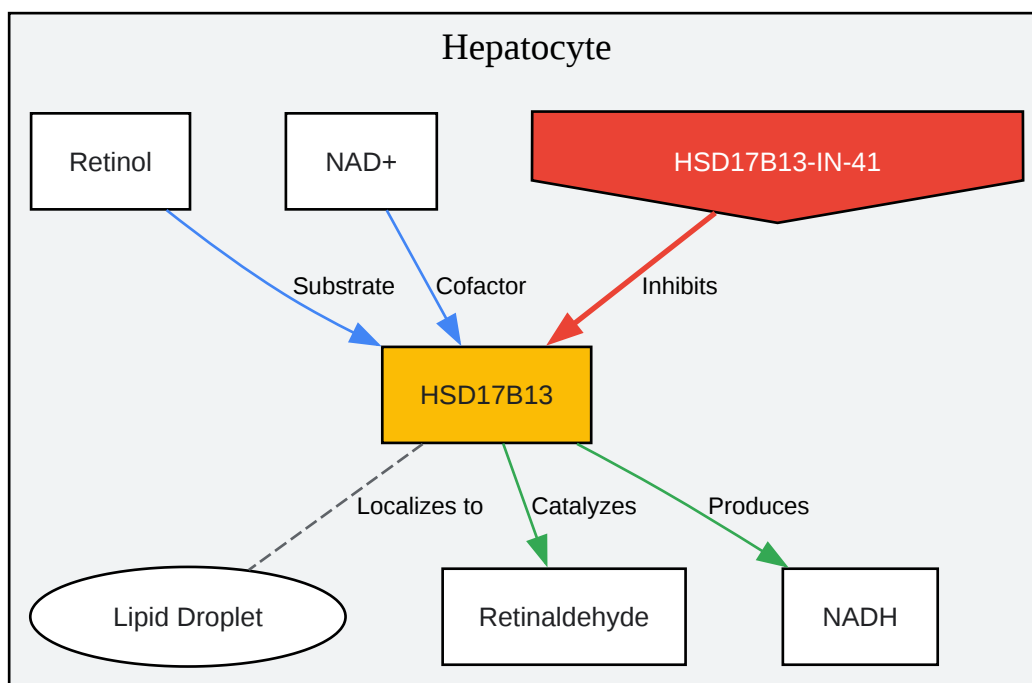 Hepatocyte
Retinol
NAD+
HSD17B13-IN-41
Substrate
Cofactor
Inhibits
HSD17B13
Localizes to
Catalyzes
Produces
Lipid Droplet
Retinaldehyde
NADH